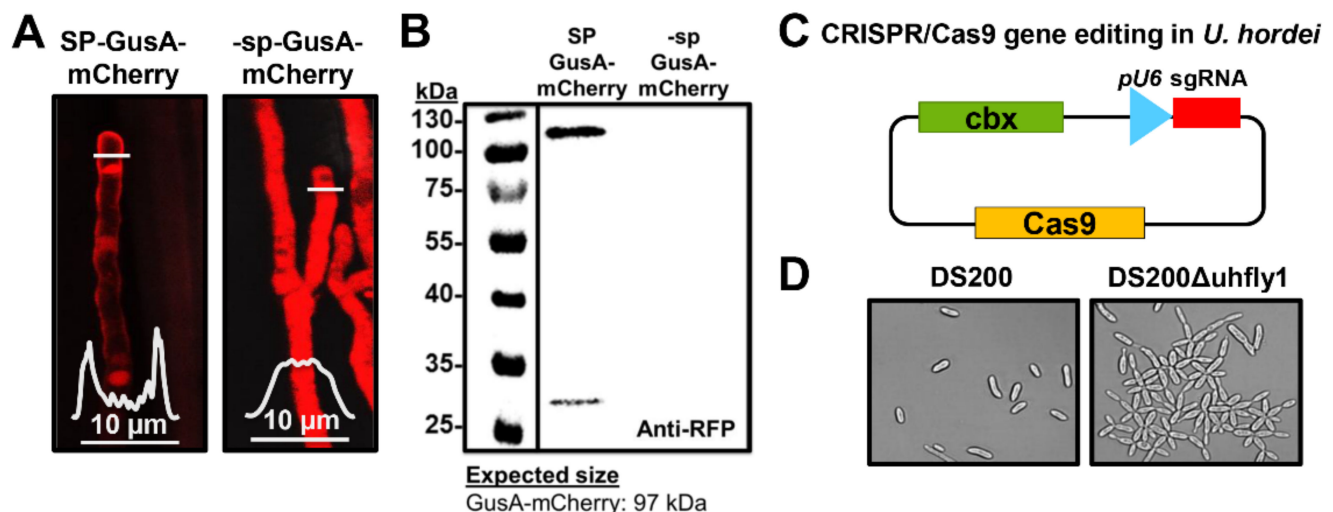 A
SP-GusA-
mCherry
-sp-GusA-
mCherry
10 µm
10 µm
B
SP
GusA-
mCherry
-sp
GusA-
mCherry
kDa
130-
100-
75-
55-
40-
35-
25-
Anti-RFP
Expected size
GusA-mCherry: 97 kDa
C CRISPR/Cas9 gene editing in U. hordei
pU6 sgRNA
cbx
Cas9
D
DS200
DS200Δuhfly1